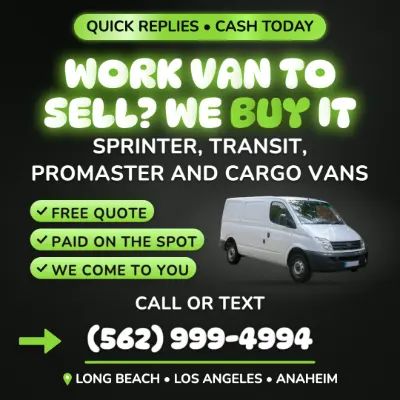 QUICK REPLIES • CASH TODAY
WORK VAN TO
SELL? WE BUY IT
SPRINTER, TRANSIT,
PROMASTER AND CARGO VANS
FREE QUOTE
PAID ON THE SPOT
WE COME TO YOU
CALL OR TEXT
(562) 999-4994
LONG BEACH • LOS ANGELES • ANAHEIM